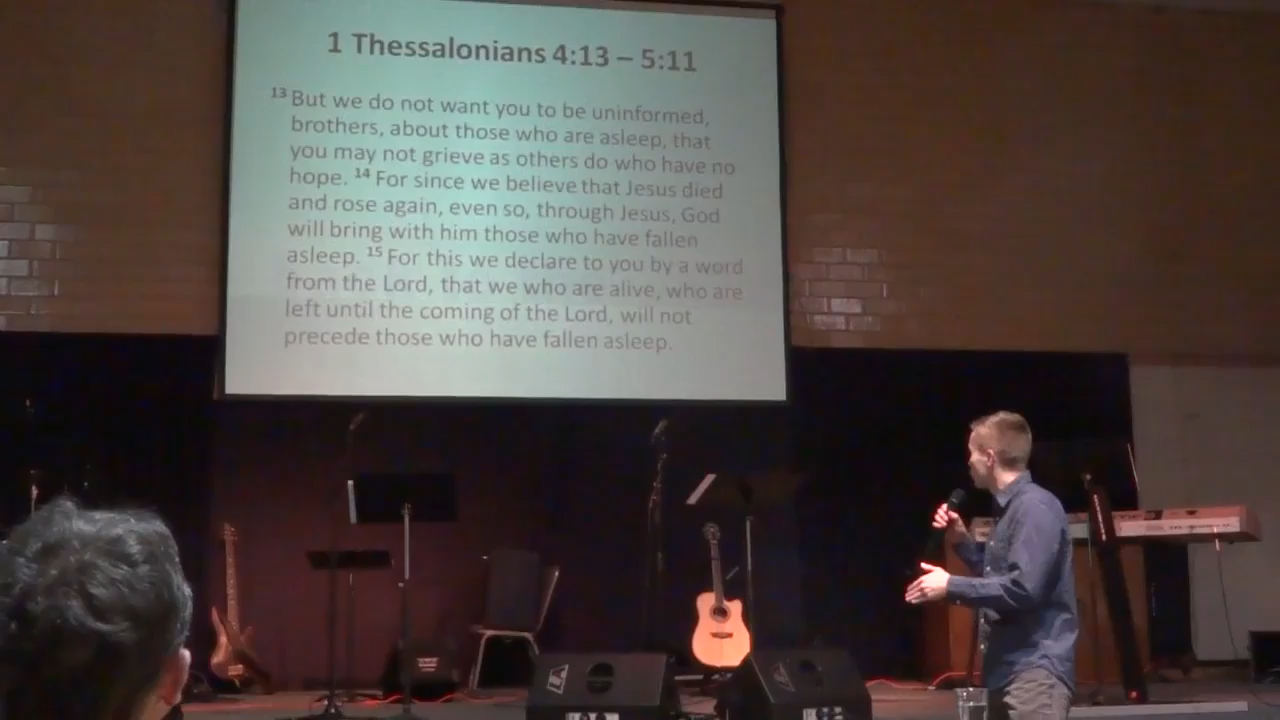 1 Thessalonians 4:13 – 5:11
13 But we do not want you to be uninformed,
brothers, about those who are asleep, that
you may not grieve as others do who have no
hope. 14 For since we believe that Jesus died
and rose again, even so, through Jesus, God
will bring with him those who have fallen
asleep. 15 For this we declare to you by a word
from the Lord, that we who are alive, who are
left until the coming of the Lord, will not
precede those who have fallen asleep.